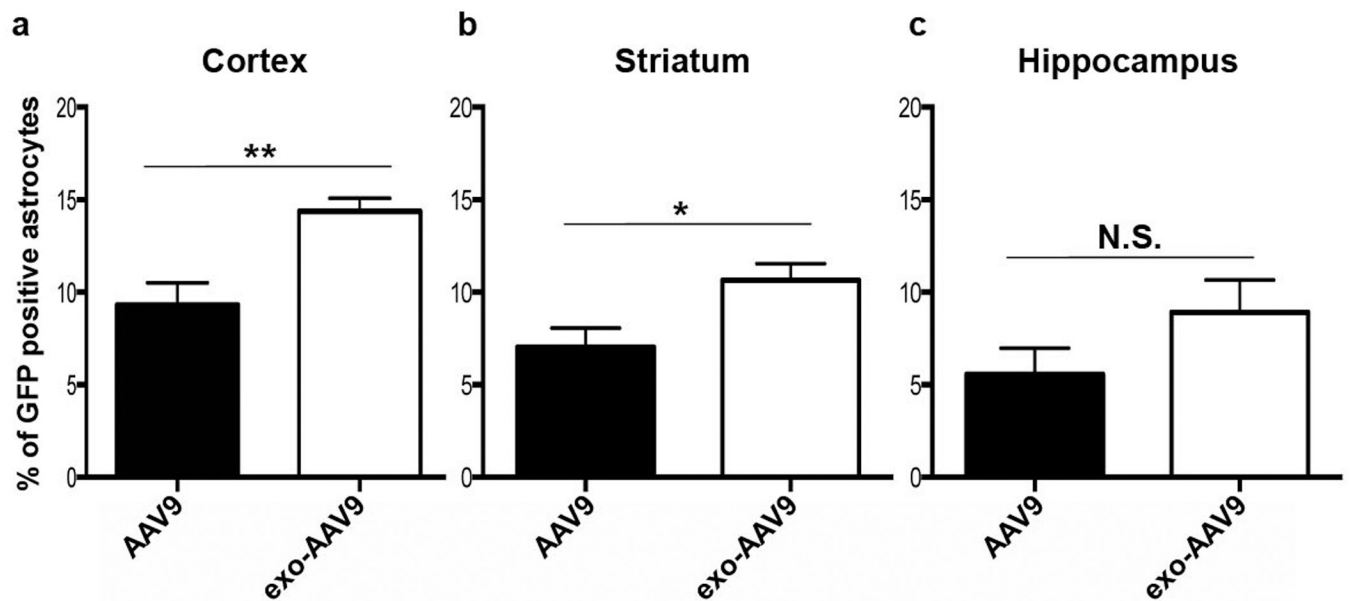 a
Cortex
% of GFP positive astrocytes
20
15
10
5
0
**
AAV9
exo-AAV9
b
Striatum
20
15
10
5
0
*
AAV9
exo-AAV9
c
Hippocampus
20
15
10
5
0
N.S.
AAV9
exo-AAV9